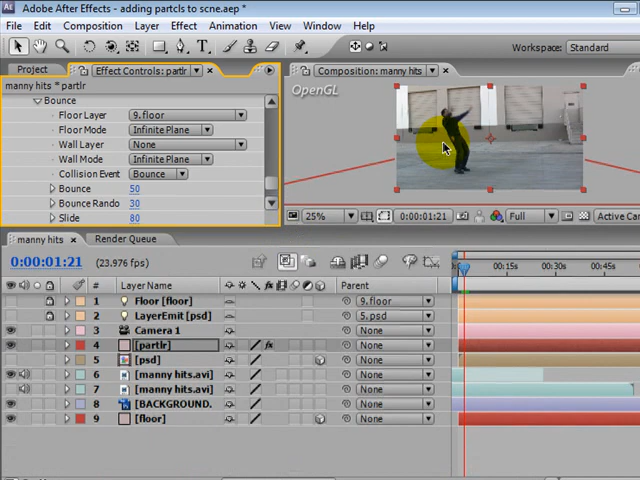 Adobe After Effects - adding partcls to scne.aep *
File Edit Composition Layer Effect Animation View Window Help
Workspace: Standard
Project Effect Controls: partlr Composition: manny hits
manny hits * partlr
Bounce
Floor Layer 9.floor
Floor Mode Infinite Plane
Wall Layer None
Wall Mode Infinite Plane
Collision Event Bounce
Bounce 50
Bounce Rando 30
Slide 80
OpenGL
25% 0:00:01:21 Full Active Car
manny hits Render Queue
0:00:01:21 (23.976 fps)
# Layer Name Parent 00:15s 00:30s 00:45s
1 Floor [floor] 9.floor
2 LayerEmit [psd] 5.psd
3 Camera 1 None
4 [partlr] None
5 [psd] None
6 [manny hits.avi] None
7 [manny hits.avi] None
8 [BACKGROUND. None
9 [floor] None